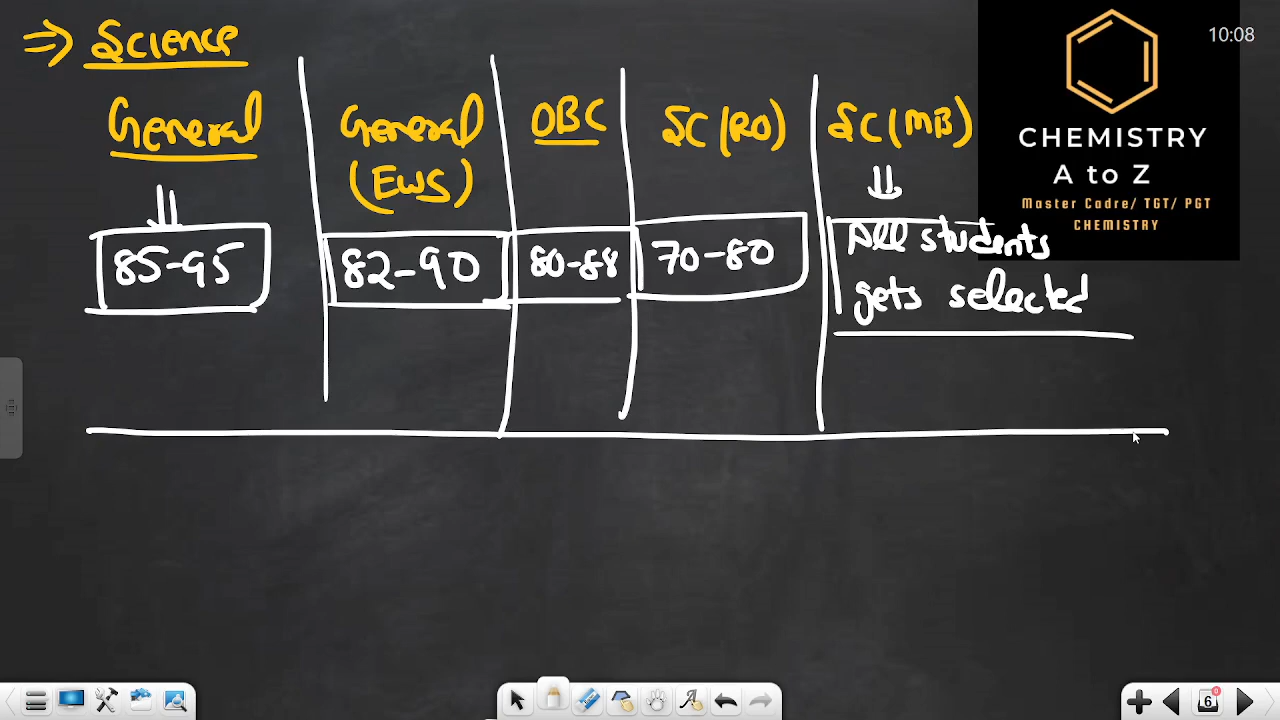 ⇒ Science
10:08
General
General
(EWS)
OBC
SC (RO)
SC (MB)
CHEMISTRY
A to Z
Master Cadre/ TGT/ PGT
CHEMISTRY
85-95
82-90
80-88
70-80
All students
gets selected
6
0